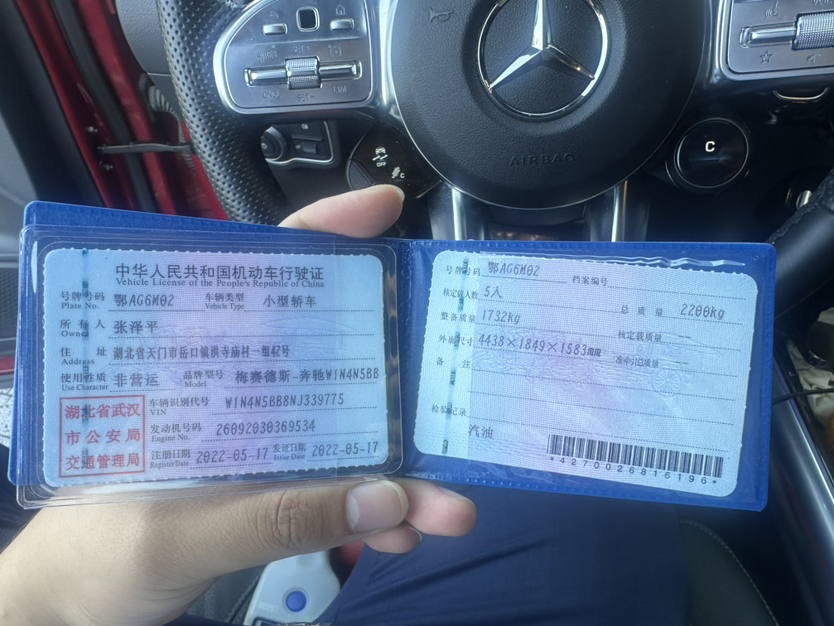 AIRBAG
C
OFF
中华人民共和国机动车行驶证
Vehicle License of the People's Republic of China
号牌号码 鄂AG6M02 车辆类型 小型轿车
Plate No. Vehicle Type
所有人 张泽平
Owner
住址 湖北省天门市岳口镇洪寺庙村一组42号
Address
使用性质 非营运 品牌型号 梅赛德斯-奔驰W1N4N5BB
Use Character Model
湖北省武汉
市公安局
交通管理局
车辆识别代号 W1N4N5BB8NJ339775
VIN
发动机号码 26092030369534
Engine No.
注册日期 2022-05-17 发证日期 2022-05-17
Register Date Issue Date
号牌号码 鄂AG6M02 档案编号
核定载人数 5人 总质量 2200kg
整备质量 1732kg 核定载质量 —
外廓尺寸 4438×1849×1583mm 准牵引总质量 —
备注
检验记录
汽油
*4270026816196*